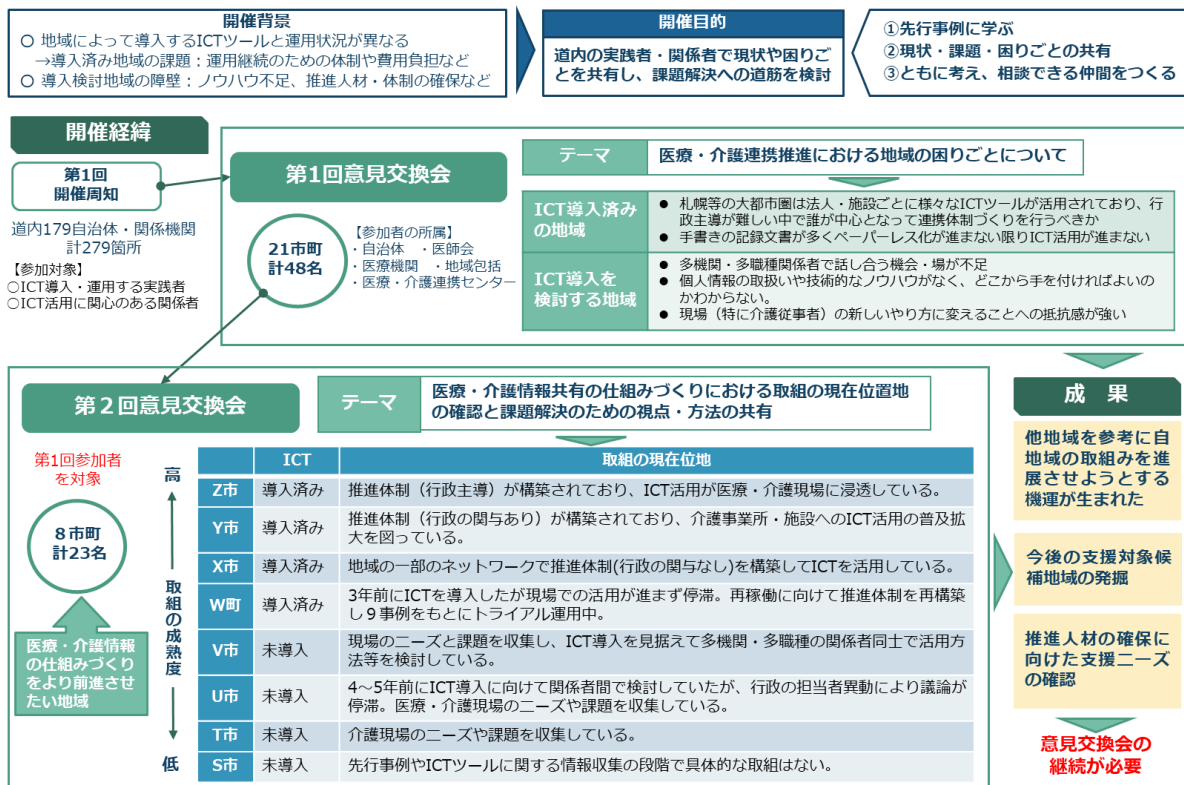 開催背景
○ 地域によって導入するICTツールと運用状況が異なる
→導入済み地域の課題：運用継続のための体制や費用負担など
○ 導入検討地域の障壁：ノウハウ不足、推進人材・体制の確保など
開催目的
道内の実践者・関係者で現状や困りご
とを共有し、課題解決への道筋を検討
①先行事例に学ぶ
②現状・課題・困りごとの共有
③ともに考え、相談できる仲間をつくる
開催経緯
第1回
開催周知
道内179自治体・関係機関
計279箇所
【参加対象】
○ICT導入・運用する実践者
○ICT活用に関心のある関係者
第1回意見交換会
21市町
計48名
【参加者の所属】
・自治体 ・医師会
・医療機関 ・地域包括
・医療・介護連携センター
テーマ
医療・介護連携推進における地域の困りごとについて
ICT導入済み
の地域
● 札幌等の大都市圏は法人・施設ごとに様々なICTツールが活用されており、行
政主導が難しい中で誰が中心となって連携体制づくりを行うべきか
● 手書きの記録文書が多くペーパーレス化が進まない限りICT活用が進まない
ICT導入を
検討する地域
● 多機関・多職種関係者で話し合う機会・場が不足
● 個人情報の取扱いや技術的なノウハウがなく、どこから手を付ければよいの
かわからない。
● 現場（特に介護従事者）の新しいやり方に変えることへの抵抗感が強い
第２回意見交換会
テーマ
医療・介護情報共有の仕組みづくりにおける取組の現在位置地
の確認と課題解決のための視点・方法の共有
第1回参加者
を対象
8市町
計23名
医療・介護情報
の仕組みづくり
をより前進させ
たい地域
高
取組の成熟度
低
ICT 取組の現在位地
Z市 導入済み 推進体制（行政主導）が構築されており、ICT活用が医療・介護現場に浸透している。
Y市 導入済み 推進体制（行政の関与あり）が構築されており、介護事業所・施設へのICT活用の普及拡
大を図っている。
X市 導入済み 地域の一部のネットワークで推進体制(行政の関与なし)を構築してICTを活用している。
W町 導入済み 3年前にICTを導入したが現場での活用が進まず停滞。再稼働に向けて推進体制を再構築
し９事例をもとにトライアル運用中。
V市 未導入 現場のニーズと課題を収集し、ICT導入を見据えて多機関・多職種の関係者同士で活用方
法等を検討している。
U市 未導入 4～5年前にICT導入に向けて関係者間で検討していたが、行政の担当者異動により議論が
停滞。医療・介護現場のニーズや課題を収集している。
T市 未導入 介護現場のニーズや課題を収集している。
S市 未導入 先行事例やICTツールに関する情報収集の段階で具体的な取組はない。
成 果
他地域を参考に自
地域の取組みを進
展させようとする
機運が生まれた
今後の支援対象候
補地域の発掘
推進人材の確保に
向けた支援ニーズ
の確認
意見交換会の
継続が必要